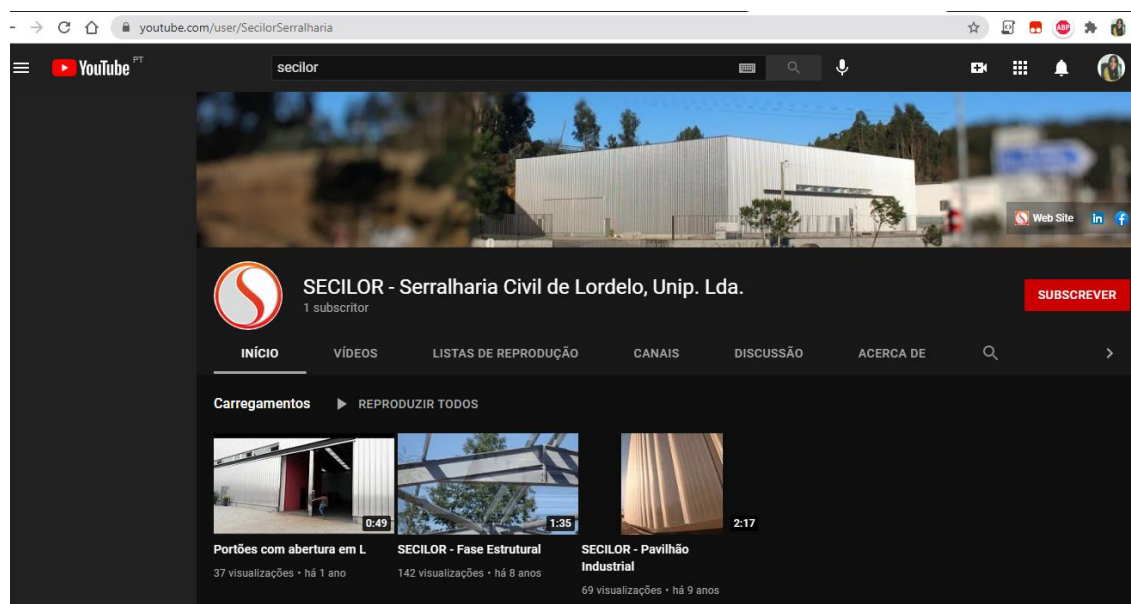 youtube.com/user/SecilorSerralharia
ABP
YouTube PT
secilor
Web Site in f
SECILOR - Serralharia Civil de Lordelo, Unip. Lda.
1 subscritor
SUBSCREVER
INÍCIO VÍDEOS LISTAS DE REPRODUÇÃO CANAIS DISCUSSÃO ACERCA DE
Carregamentos REPRODUZIR TODOS
0:49 1:35 2:17
Portões com abertura em L
37 visualizações • há 1 ano
SECILOR - Fase Estrutural
142 visualizações • há 8 anos
SECILOR - Pavilhão
Industrial
69 visualizações • há 9 anos